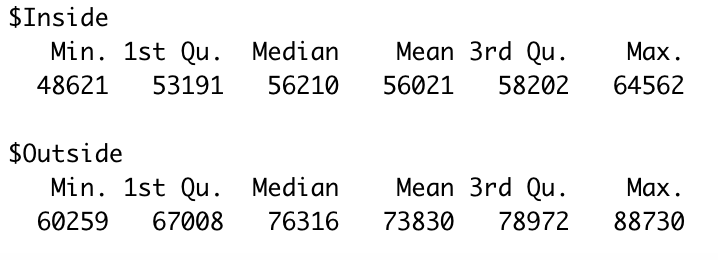 $Inside
Min. 1st Qu. Median Mean 3rd Qu. Max.
48621 53191 56210 56021 58202 64562
$Outside
Min. 1st Qu. Median Mean 3rd Qu. Max.
60259 67008 76316 73830 78972 88730